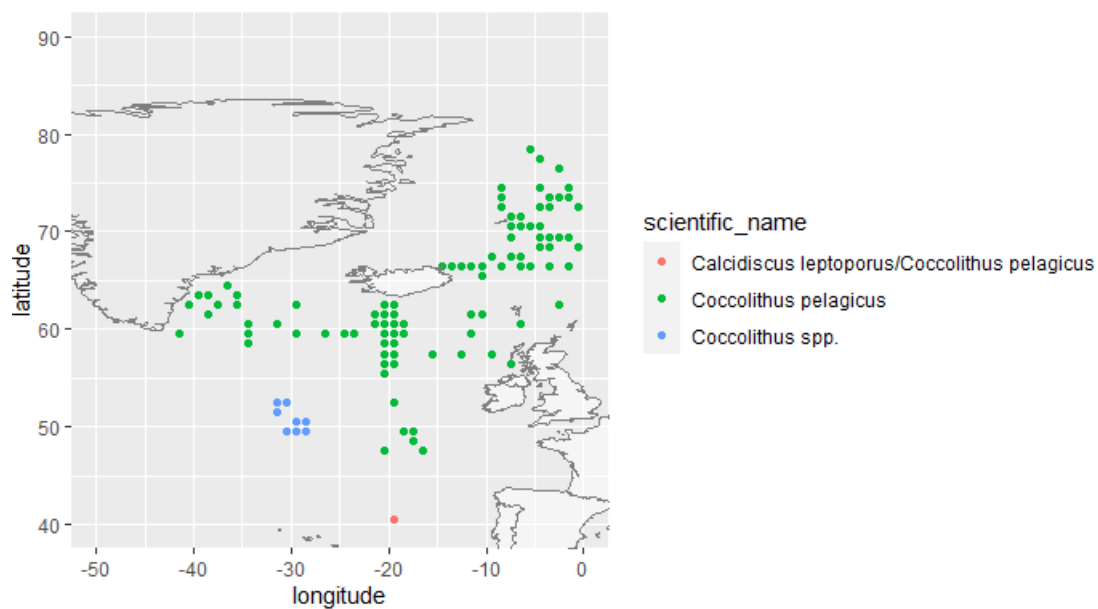 90
80
70
60
50
40
latitude
-50
-40
-30
-20
-10
0
longitude
scientific_name
Calcidiscus leptoporus/Coccolithus pelagicus
Coccolithus pelagicus
Coccolithus spp.